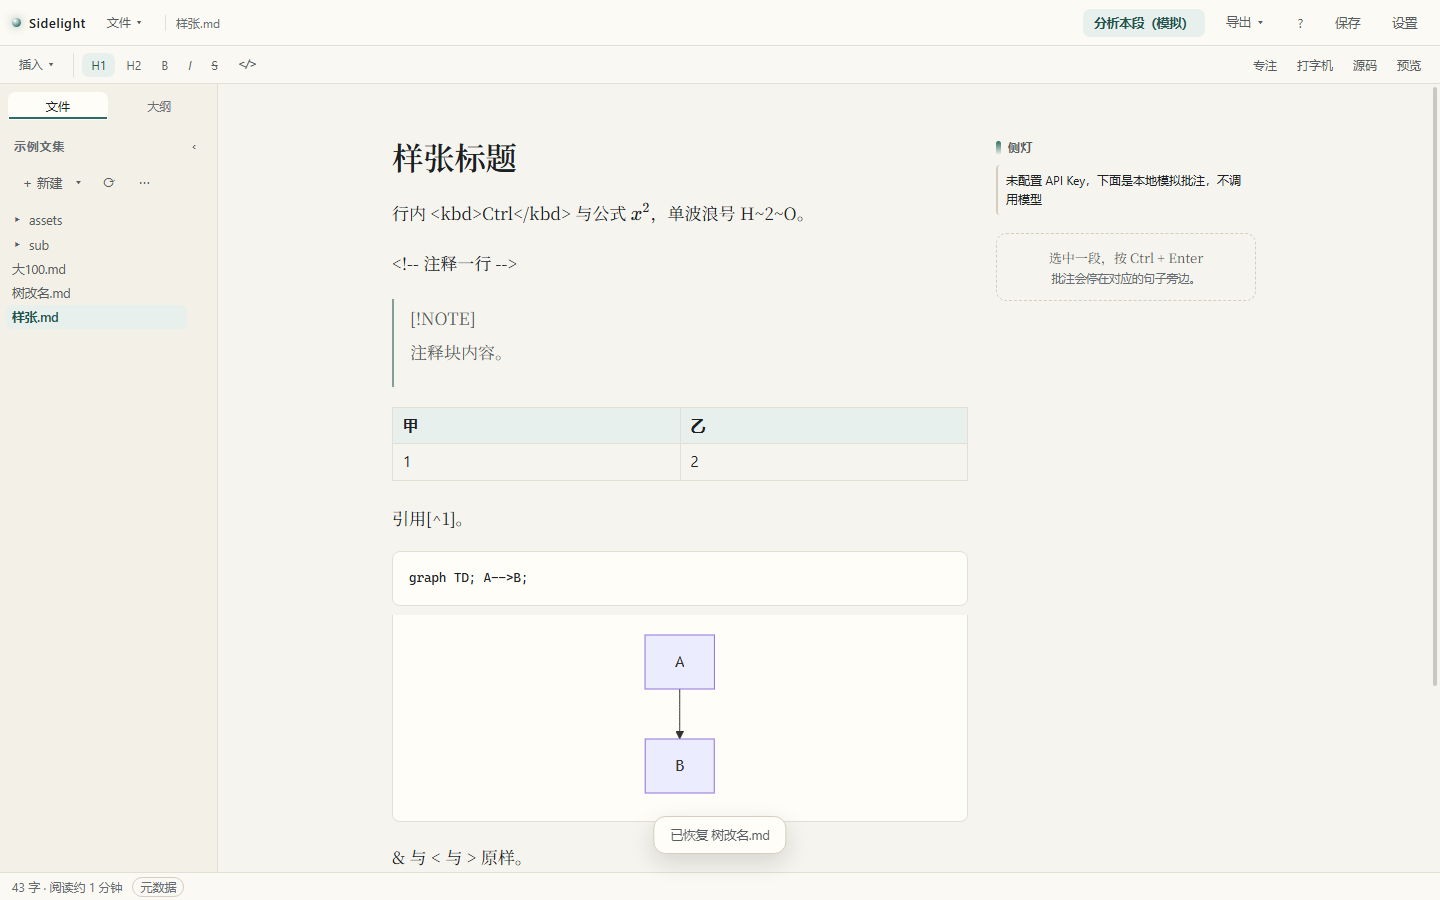 Sidelight 文件 样张.md 分析本段（模拟） 导出 ? 保存 设置
插入 H1 H2 B I S </> 专注 打字机 源码 预览
文件 大纲
示例文集
+ 新建 ...
assets
sub
大100.md
树改名.md
样张.md
样张标题
行内 <kbd>Ctrl</kbd> 与公式 x²，单波浪号 H~2~O。
<!-- 注释一行 -->
[!NOTE]
注释块内容。
甲 乙
1 2
引用[^1]。
graph TD; A-->B;
A
B
& 与 < 与 > 原样。
侧灯
未配置 API Key，下面是本地模拟批注，不调
用模型
选中一段，按 Ctrl + Enter
批注会停在对应的句子旁边。
已恢复 树改名.md
43 字 · 阅读约 1 分钟 元数据